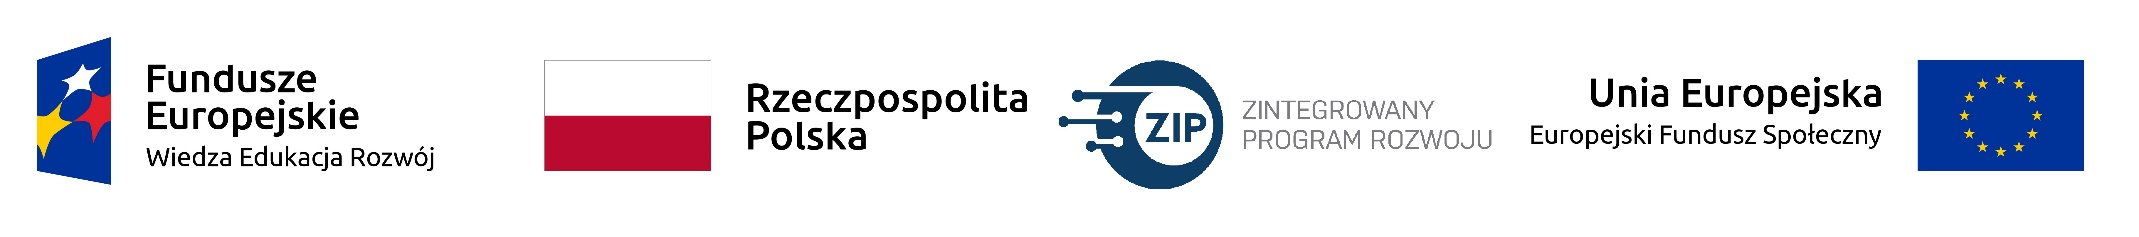 Fundusze
Europejskie
Wiedza Edukacja Rozwój
Rzeczpospolita
Polska
ZIP
ZINTEGROWANY
PROGRAM ROZWOJU
Unia Europejska
Europejski Fundusz Społeczny